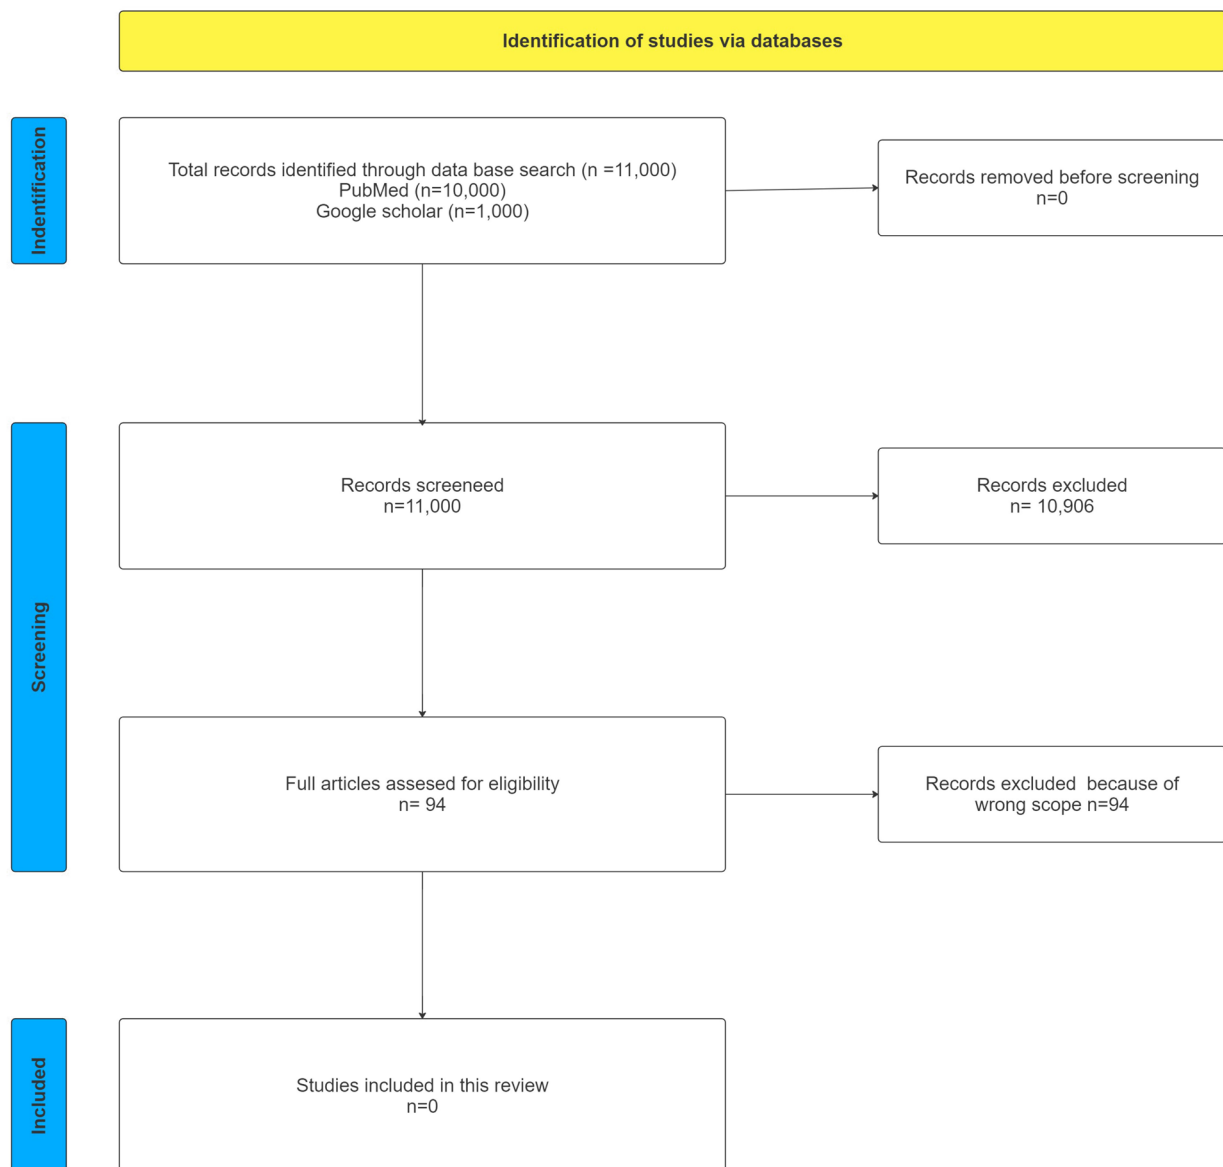 Identification of studies via databases
Indentification
Total records identified through data base search (n =11,000)
PubMed (n=10,000)
Google scholar (n=1,000)
Records removed before screening
n=0
Screening
Records screeneed
n=11,000
Records excluded
n= 10,906
Full articles assesed for eligibility
n= 94
Records excluded  because of
wrong scope n=94
Included
Studies included in this review
n=0